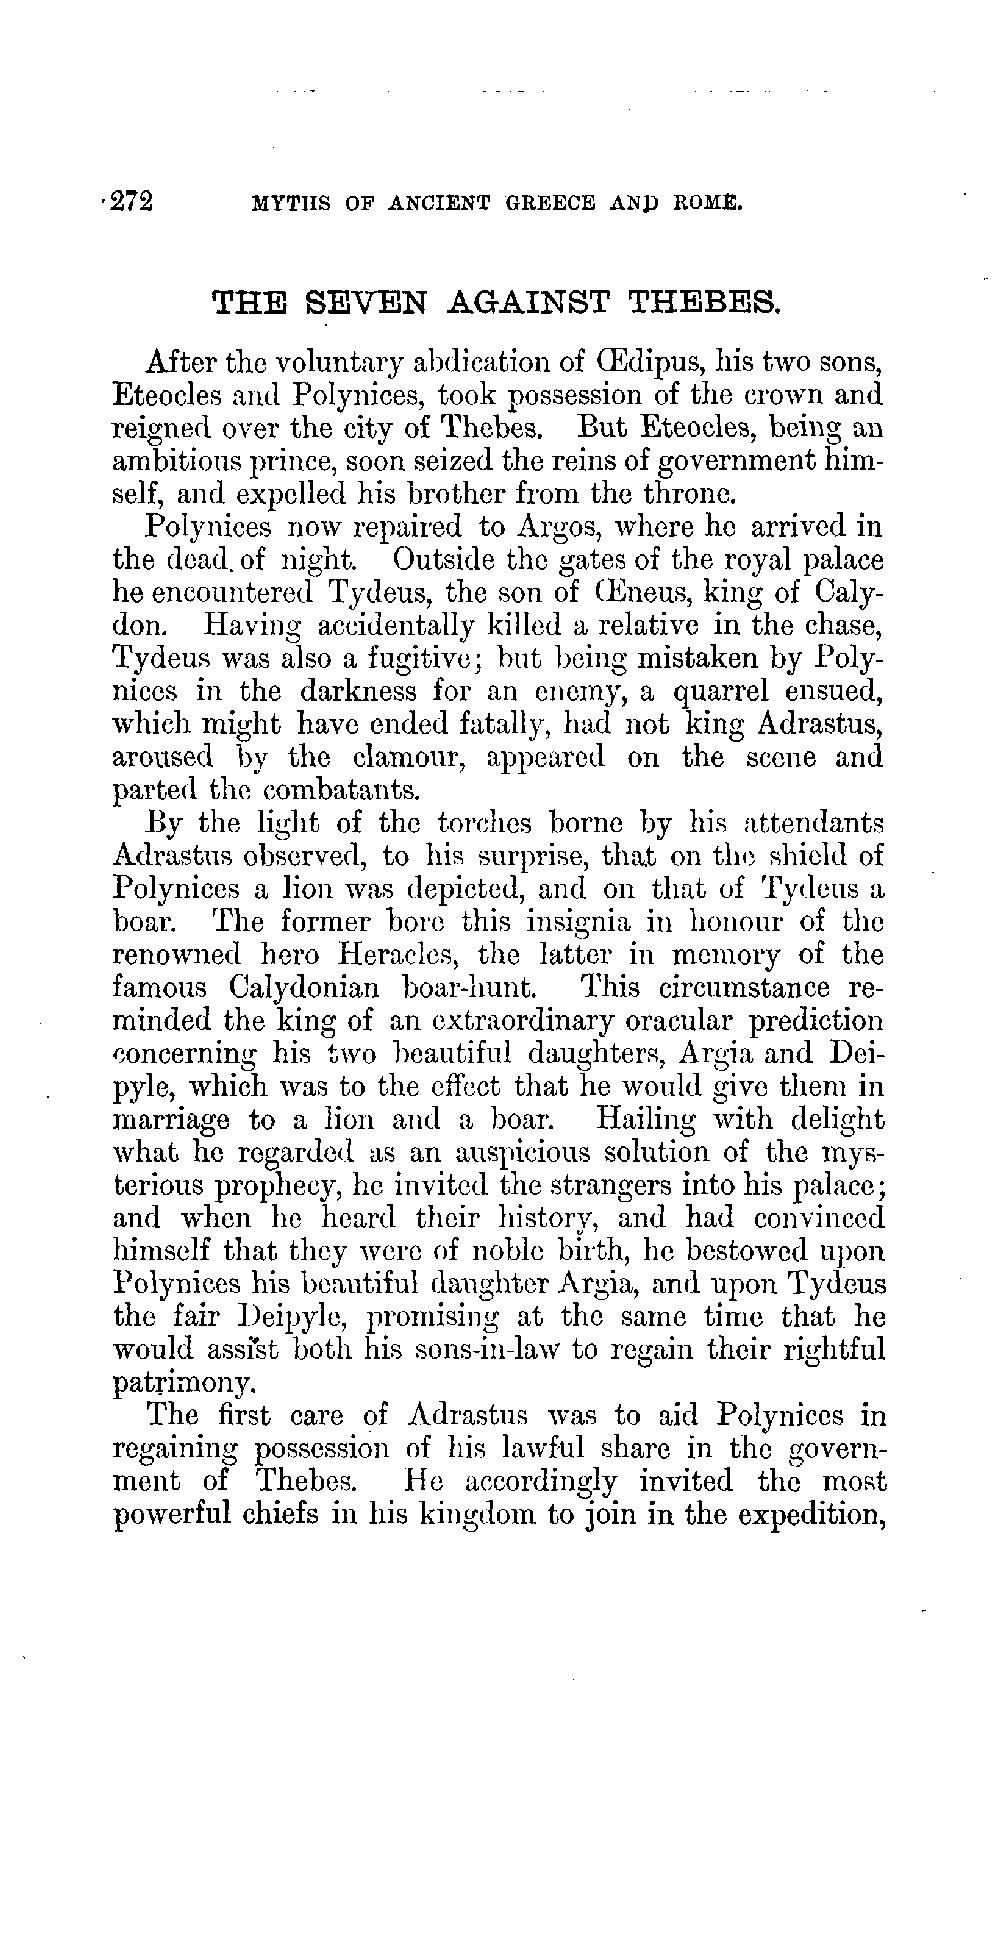 272 MYTHS OF ANCIENT GREECE AND ROME.
THE SEVEN AGAINST THEBES.
After the voluntary abdication of Œdipus, his two sons,
Eteocles and Polynices, took possession of the crown and
reigned over the city of Thebes. But Eteocles, being an
ambitious prince, soon seized the reins of government him-
self, and expelled his brother from the throne.
Polynices now repaired to Argos, where he arrived in
the dead of night. Outside the gates of the royal palace
he encountered Tydeus, the son of Œneus, king of Caly-
don. Having accidentally killed a relative in the chase,
Tydeus was also a fugitive; but being mistaken by Poly-
nices in the darkness for an enemy, a quarrel ensued,
which might have ended fatally, had not king Adrastus,
aroused by the clamour, appeared on the scene and
parted the combatants.
By the light of the torches borne by his attendants
Adrastus observed, to his surprise, that on the shield of
Polynices a lion was depicted, and on that of Tydeus a
boar. The former bore this insignia in honour of the
renowned hero Heracles, the latter in memory of the
famous Calydonian boar-hunt. This circumstance re-
minded the king of an extraordinary oracular prediction
concerning his two beautiful daughters, Argia and Dei-
pyle, which was to the effect that he would give them in
marriage to a lion and a boar. Hailing with delight
what he regarded as an auspicious solution of the mys-
terious prophecy, he invited the strangers into his palace;
and when he heard their history, and had convinced
himself that they were of noble birth, he bestowed upon
Polynices his beautiful daughter Argia, and upon Tydeus
the fair Deipyle, promising at the same time that he
would assist both his sons-in-law to regain their rightful
patrimony.
The first care of Adrastus was to aid Polynices in
regaining possession of his lawful share in the govern-
ment of Thebes. He accordingly invited the most
powerful chiefs in his kingdom to join in the expedition,